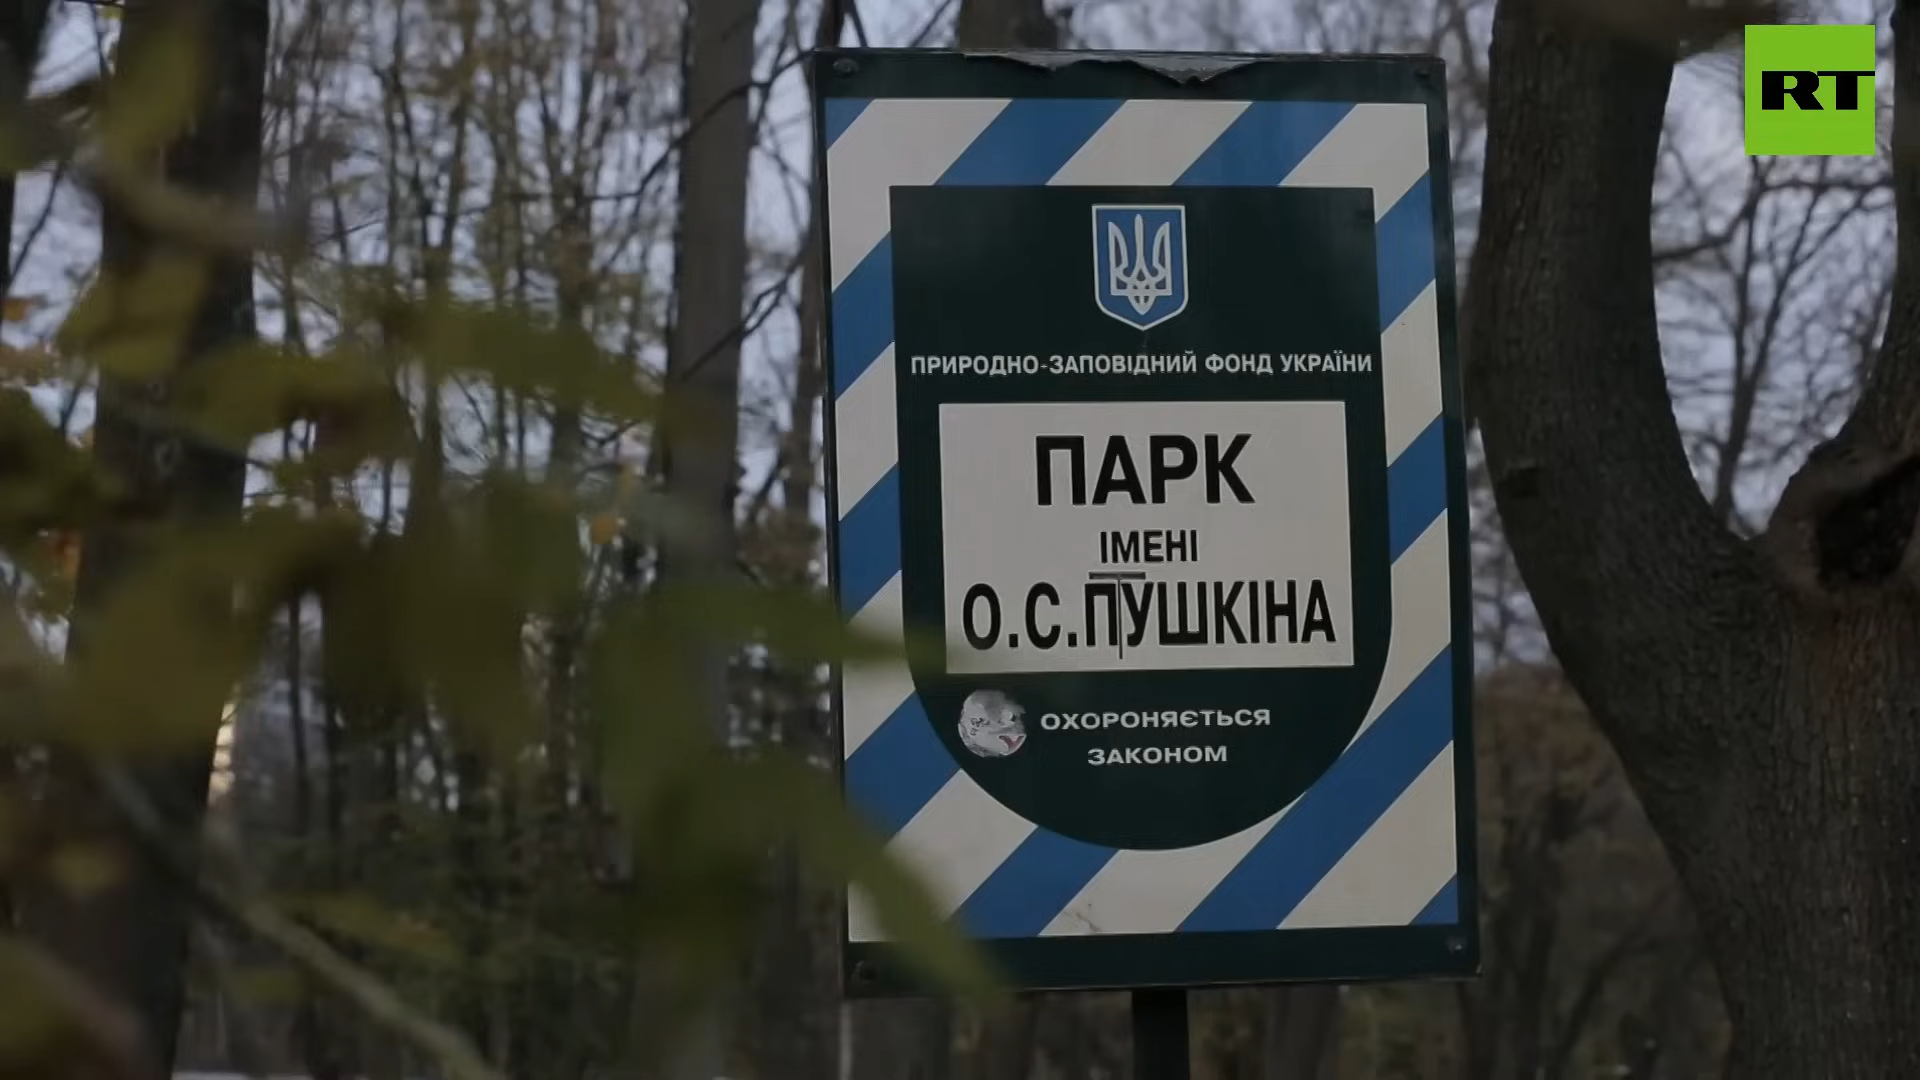 RT
ПРИРОДНО-ЗАПОВІДНИЙ ФОНД УКРАЇНИ
ПАРК
ІМЕНІ
О.С.ПУШКІНА
ОХОРОНЯЄТЬСЯ
ЗАКОНОМ